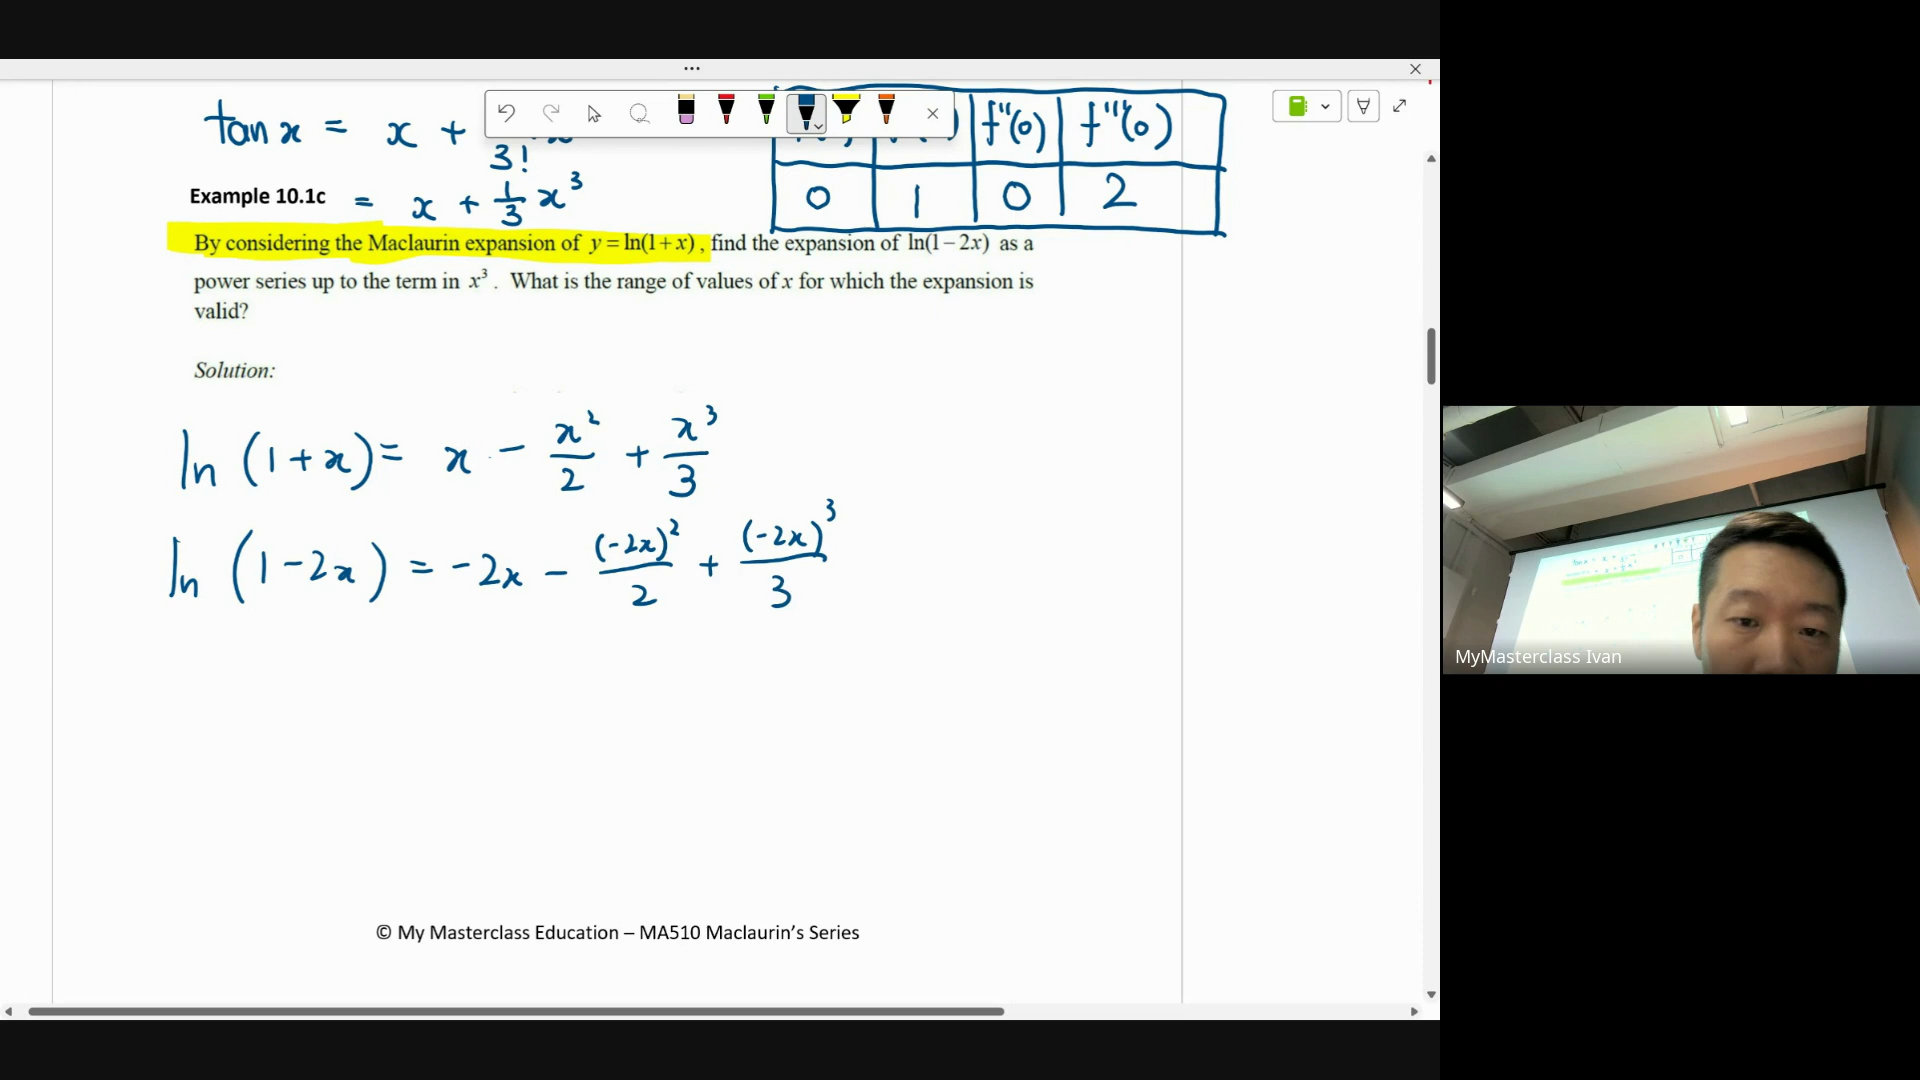 tan x = x +
3!
f''(0) f'''(0)
0 1 0 2
Example 10.1c = x + 1/3 x³
By considering the Maclaurin expansion of y = ln(1+x), find the expansion of ln(1−2x) as a
power series up to the term in x³. What is the range of values of x for which the expansion is
valid?
Solution:
ln (1+x) = x − x²/2 + x³/3
ln (1−2x) = −2x − (−2x)²/2 + (−2x)³/3
© My Masterclass Education – MA510 Maclaurin's Series
MyMasterclass Ivan